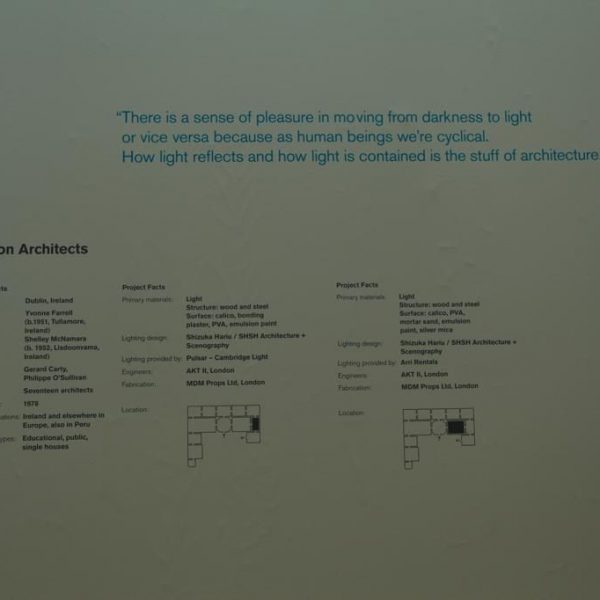 “There is a sense of pleasure in moving from darkness to light
or vice versa because as human beings we’re cyclical.
How light reflects and how light is contained is the stuff of architecture
on Architects
ts
Dublin, Ireland
Yvonne Farrell
(b.1951, Tullamore,
Ireland)
Shelley McNamara
(b. 1952, Lisdoonvarna,
Ireland)
Gerard Carty,
Philippe O’Sullivan
Seventeen architects
1978
ations: Ireland and elsewhere in
Europe, also in Peru
ypes: Educational, public,
single houses
Project Facts
Primary materials: Light
Structure: wood and steel
Surface: calico, bonding
plaster, PVA, emulsion paint
Lighting design: Shizuka Hariu / SHSH Architecture +
Scenography
Lighting provided by: Pulsar – Cambridge Light
Engineers: AKT II, London
Fabrication: MDM Props Ltd, London
Location:
Project Facts
Primary materials: Light
Structure: wood and steel
Surface: calico, PVA,
mortar sand, emulsion
paint, silver mica
Lighting design: Shizuka Hariu / SHSH Architecture +
Scenography
Lighting provided by: Arri Rentals
Engineers: AKT II, London
Fabrication: MDM Props Ltd, London
Location: